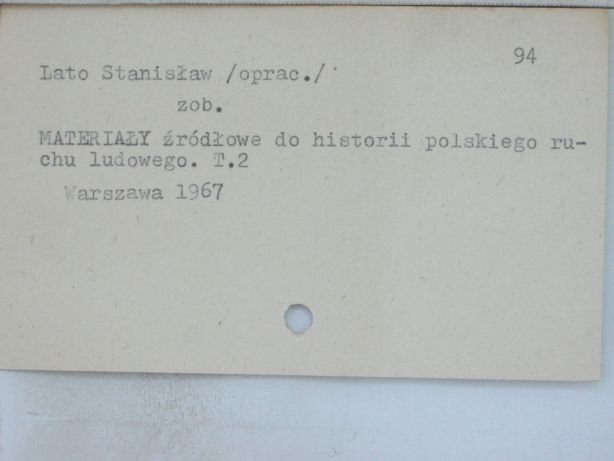 94
Lato Stanisław /oprac./
zob.
MATERIAŁY źródłowe do historii polskiego ru-
chu ludowego. T.2
Warszawa 1967